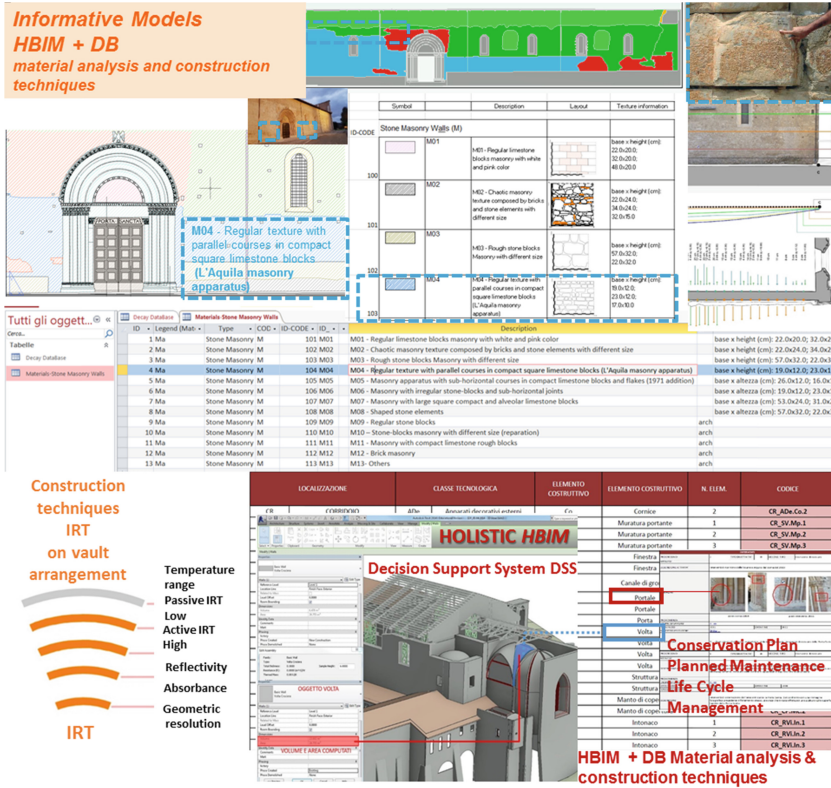 Informative Models
HBIM + DB
material analysis and construction
techniques
Symbol
Description
Layout
Texture information
ID-CODE
Stone Masonry Walls (M)
100
M01
M01 - Regular limestone
blocks masonry with white
and pink color
base x height (cm):
22.0x20.0;
32.0x20.0;
48.0x20.0
101
M02
M02 - Chaotic masonry
texture composed by bricks
and stone elements with
different size
base x height (cm):
22.0x24.0;
34.0x24.0;
32.0x15.0
102
M03
M03 - Rough stone blocks
Masonry with different size
base x height (cm):
57.0x32.0;
22.0x32.0
103
M04
M04 - Regular texture with
parallel courses in compact
square limestone blocks
(L'Aquila masonry
apparatus)
base x height (cm):
19.0x12.0;
23.0x12.0;
57.0x19.0
M04 - Regular texture with
parallel courses in compact
square limestone blocks
(L'Aquila masonry
apparatus)
Tutti gli oggett...
Cerca...
Tabelle
Decay Database
Materials-Stone Masonry Walls
Decay Database
Materials Stone Masonry Walls
ID
Legend (Mat
Type
COD
ID-CODE
ID_
Description
1 Ma Stone Masonry M 101 M01 M01 - Regular limestone blocks masonry with white and pink color base x height (cm): 22.0x20.0; 32.0x2
2 Ma Stone Masonry M 102 M02 M02 - Chaotic masonry texture composed by bricks and stone elements with different size base x height (cm): 22.0x24.0; 34.0x2
3 Ma Stone Masonry M 103 M03 M03 - Rough stone blocks Masonry with different size base x height (cm): 57.0x32.0; 22.0x3
4 Ma Stone Masonry M 104 M04 M04 - Regular texture with parallel courses in compact square limestone blocks (L'Aquila masonry apparatus) base x height (cm): 19.0x12.0; 23.0x1
5 Ma Stone Masonry M 105 M05 M05 - Masonry apparatus with sub-horizontal courses in compact limestone blocks and flakes (1971 addition) base x altezza (cm): 26.0x12.0; 16.0x
6 Ma Stone Masonry M 106 M06 M06 - Masonry with irregular stone-blocks and sub-horizontal joints base x altezza (cm): 19.0x12.0; 23.0x
7 Ma Stone Masonry M 107 M07 M07 - Masonry with large square compact and alveolar limestone blocks base x altezza (cm): 53.0x24.0; 31.0x
8 Ma Stone Masonry M 108 M08 M08 - Shaped stone elements base x altezza (cm): 57.0x32.0; 22.0x
9 Ma Stone Masonry M 109 M09 M09 - Regular stone blocks arch
10 Ma Stone Masonry M 110 M10 M10 – Stone-blocks masonry with different size (reparation) arch
11 Ma Stone Masonry M 111 M11 M11 - Masonry with compact limestone rough blocks arch
12 Ma Stone Masonry M 112 M12 M12 - Brick masonry arch
13 Ma Stone Masonry M 113 M13 M13- Others arch
Construction
techniques
IRT
on vault
arrangement
Temperature
range
Passive IRT
Low
Active IRT
High
Reflectivity
Absorbance
Geometric
resolution
IRT
LOCALIZZAZIONE
CLASSE TECNOLOGICA
ELEMENTO
COSTRUTTIVO
ELEMENTO COSTRUTTIVO
N. ELEM.
CODICE
CR CORRIDOIO ADe Apparati decorativi esterni Co
Cornice 2 CR_ADe.Co.2
Muratura portante 1 CR_SV.Mp.1
Muratura portante 2 CR_SV.Mp.2
Muratura portante 3 CR_SV.Mp.3
Finestra
Finestra
Canale di gro
Portale
Portale
Porta
Volta
Volta
Volta
Volta
Struttura
Struttura
Manto di cope
Manto di cope
Intonaco 1 CR_RVI.In.1
Intonaco 2 CR_RVI.In.2
Intonaco 3 CR_RVI.In.3
HOLISTIC HBIM
Decision Support System DSS
OGGETTO VOLTA
VOLUME E AREA COMPUTATI
Conservation Plan
Planned Maintenance
Life Cycle
Management
HBIM + DB Material analysis &
construction techniques